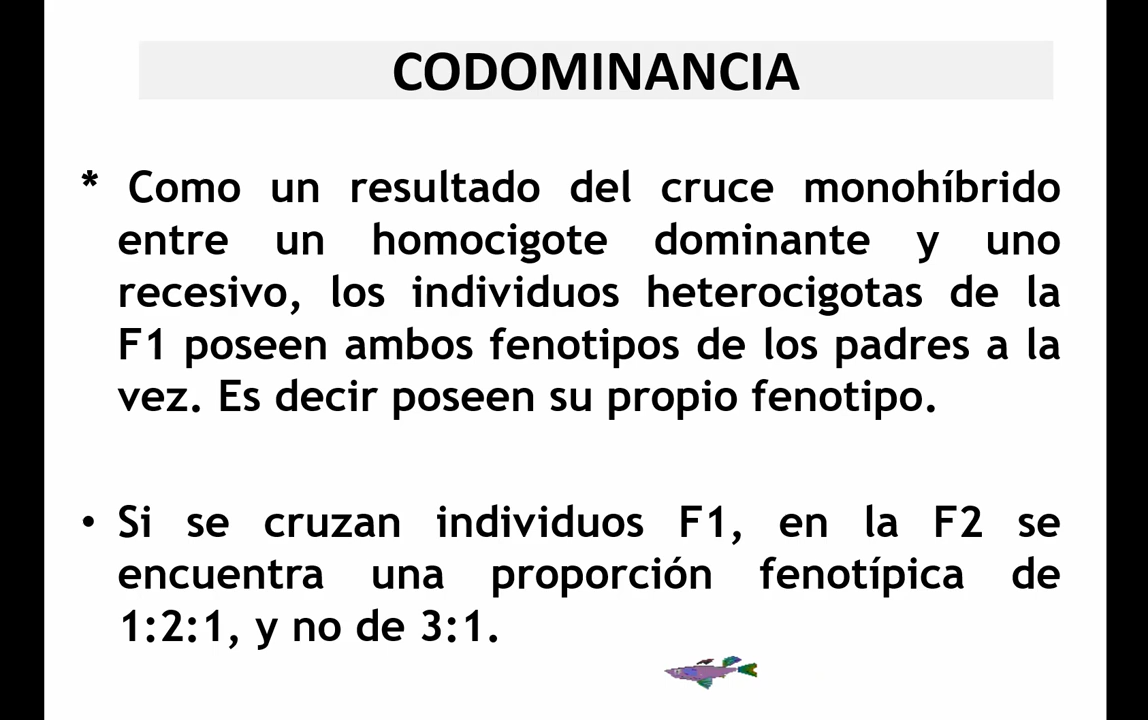 CODOMINANCIA
* Como un resultado del cruce monohíbrido
entre un homocigote dominante y uno
recesivo, los individuos heterocigotas de la
F1 poseen ambos fenotipos de los padres a la
vez. Es decir poseen su propio fenotipo.
• Si se cruzan individuos F1, en la F2 se
encuentra una proporción fenotípica de
1:2:1, y no de 3:1.